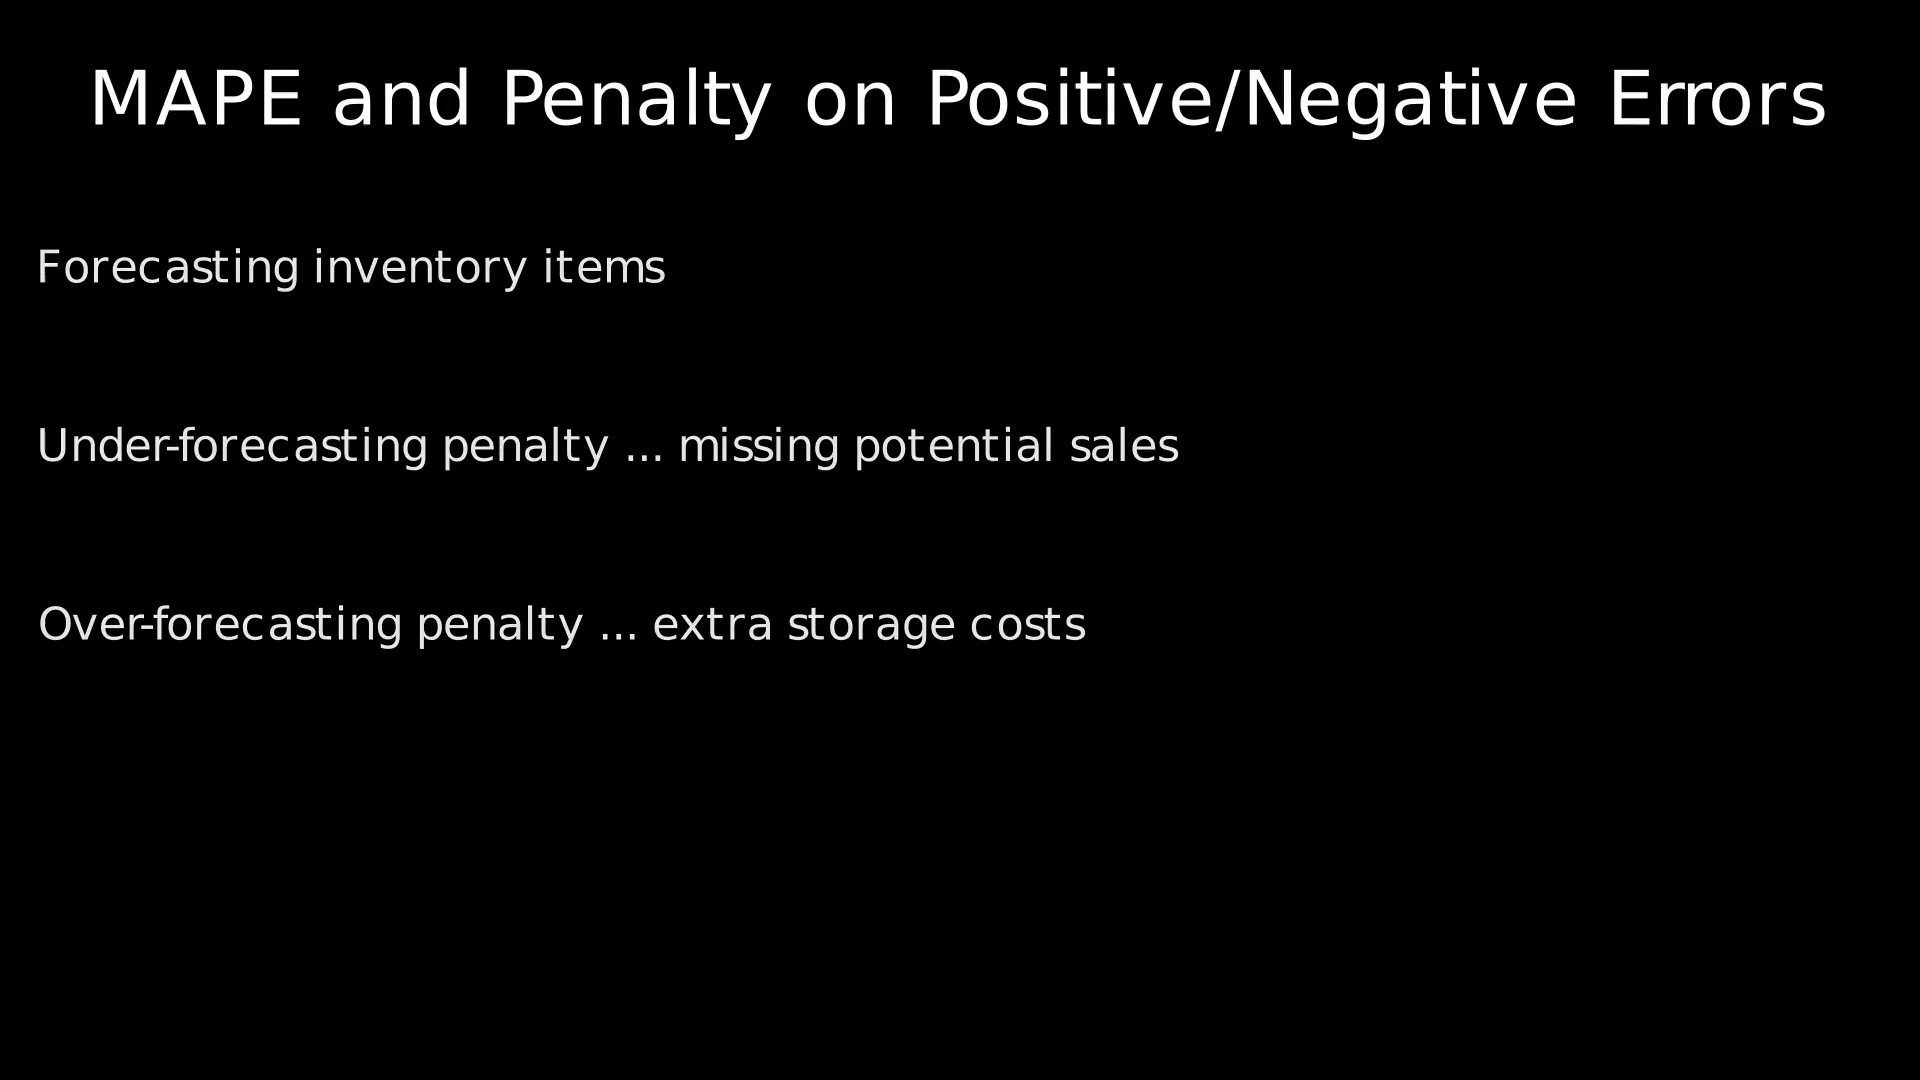 MAPE and Penalty on Positive/Negative Errors
Forecasting inventory items
Under-forecasting penalty ... missing potential sales
Over-forecasting penalty ... extra storage costs